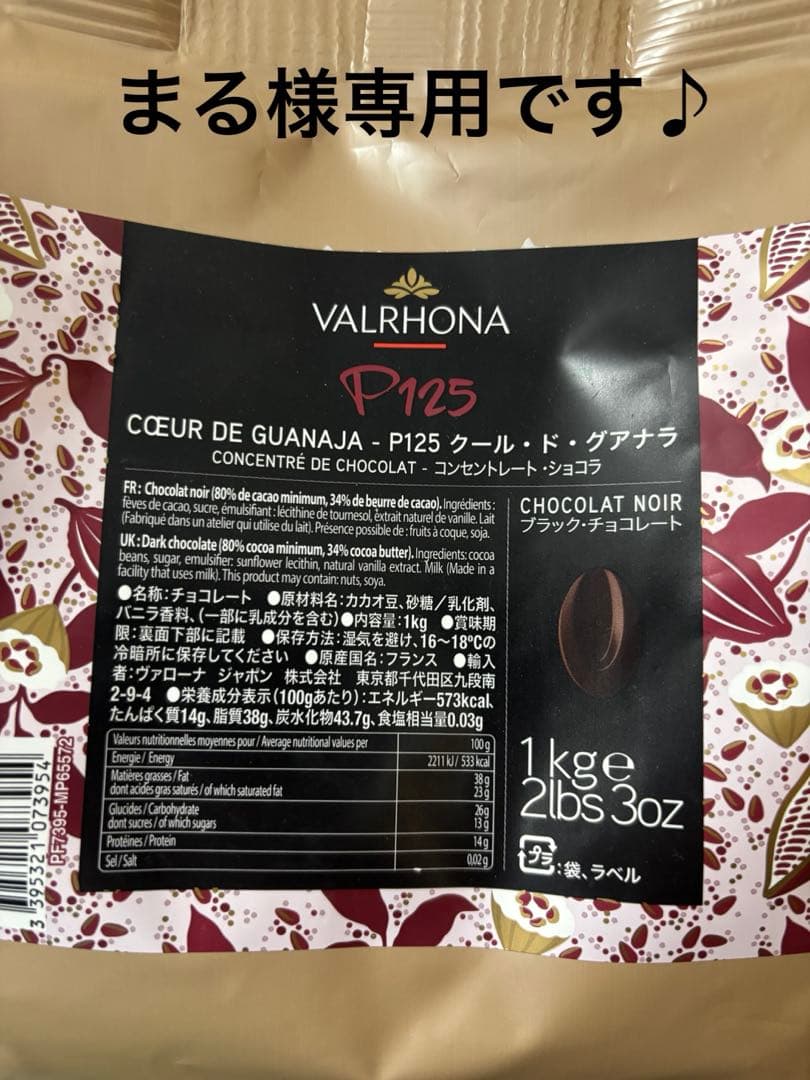 まる様専用です♪
VALRHONA
P125
CŒUR DE GUANAJA - P125 クール・ド・グアナラ
CONCENTRÉ DE CHOCOLAT - コンセントレート・ショコラ
FR : Chocolat noir (80% de cacao minimum, 34% de beurre de cacao). Ingrédients :
fèves de cacao, sucre, émulsifiant : lécithine de tournesol, extrait naturel de vanille. Lait
(Fabriqué dans un atelier qui utilise du lait). Présence possible de : fruits à coque, soja.
UK : Dark chocolate (80% cocoa minimum, 34% cocoa butter). Ingredients: cocoa
beans, sugar, emulsifier: sunflower lecithin, natural vanilla extract. Milk (Made in a
facility that uses milk). This product may contain: nuts, soya.
●名称:チョコレート ●原材料名:カカオ豆、砂糖/乳化剤、
バニラ香料、(一部に乳成分を含む)●内容量:1kg ●賞味期
限:裏面下部に記載 ●保存方法:湿気を避け、16~18℃の
冷暗所に保存してください ●原産国名:フランス ●輸入
者:ヴァローナ ジャポン 株式会社 東京都千代田区九段南
2-9-4 ●栄養成分表示(100gあたり):エネルギー573kcal、
たんぱく質14g、脂質38g、炭水化物43.7g、食塩相当量0.03g
Valeurs nutritionnelles moyennes pour / Average nutritional values per 100 g
Energie / Energy 2211 kJ / 533 kcal
Matières grasses / Fat 38 g
dont acides gras saturés / of which saturated fat 23 g
Glucides / Carbohydrate 26g
dont sucres / of which sugars 13 g
Protéines / Protein 14 g
Sel / Salt 0,02 g
CHOCOLAT NOIR
ブラック・チョコレート
1kg e
2lbs 3oz
プラ:袋、ラベル
3 395321 073954
PF7395-MP65572